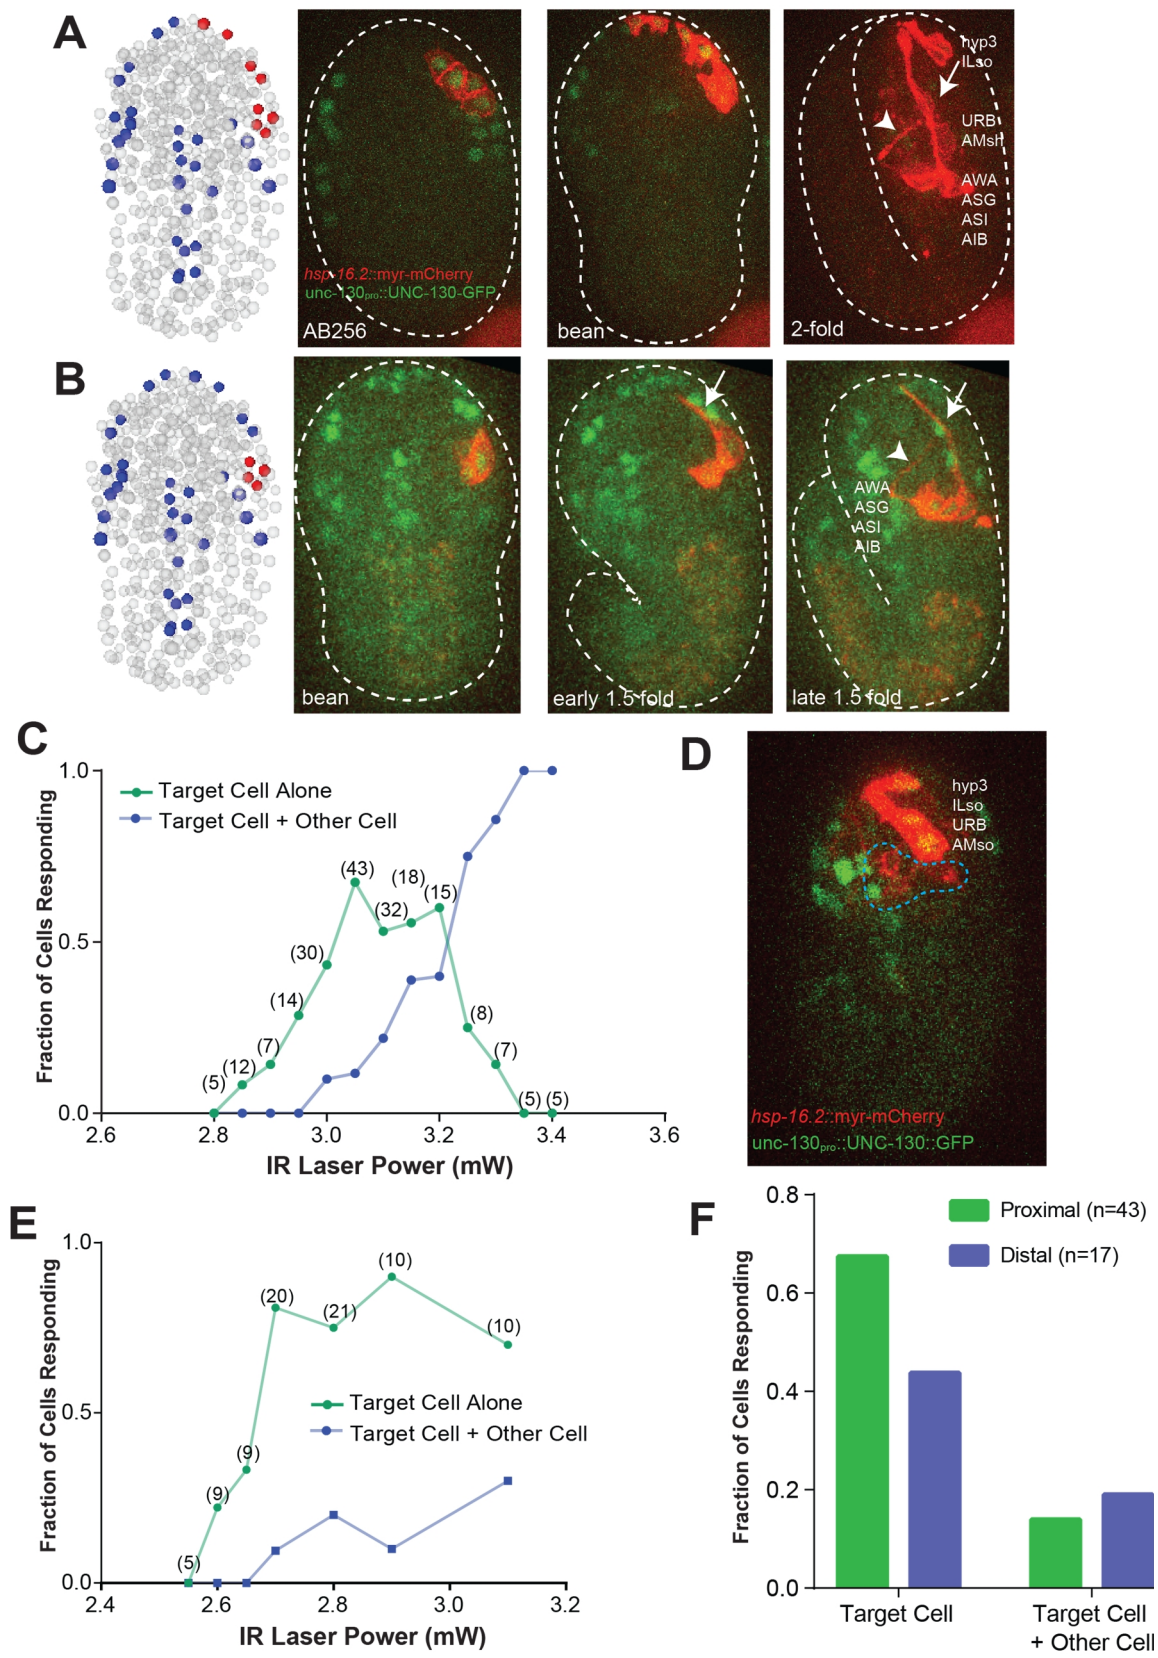 A
hyp3
ILso
URB
AMsh
AWA
ASG
ASI
AIB
hsp-16.2::myr-mCherry
unc-130pro::UNC-130-GFP
AB256
bean
2-fold
B
AWA
ASG
ASI
AIB
bean
early 1.5 fold
late 1.5 fold
C
1.0
0.5
0.0
Fraction of Cells Responding
Target Cell Alone
Target Cell + Other Cell
(5)
(12)
(7)
(14)
(30)
(43)
(32)
(18)
(15)
(8)
(7)
(5)
(5)
2.6
2.8
3.0
3.2
3.4
3.6
IR Laser Power (mW)
D
hyp3
ILso
URB
AMso
hsp-16.2::myr-mCherry
unc-130pro::UNC-130::GFP
E
1.0
0.5
0.0
Fraction of Cells Responding
(5)
(9)
(9)
(20)
(21)
(10)
(10)
Target Cell Alone
Target Cell + Other Cell
2.4
2.6
2.8
3.0
3.2
IR Laser Power (mW)
F
0.8
0.6
0.4
0.2
0.0
Fraction of Cells Responding
Proximal (n=43)
Distal (n=17)
Target Cell
Target Cell
+ Other Cell